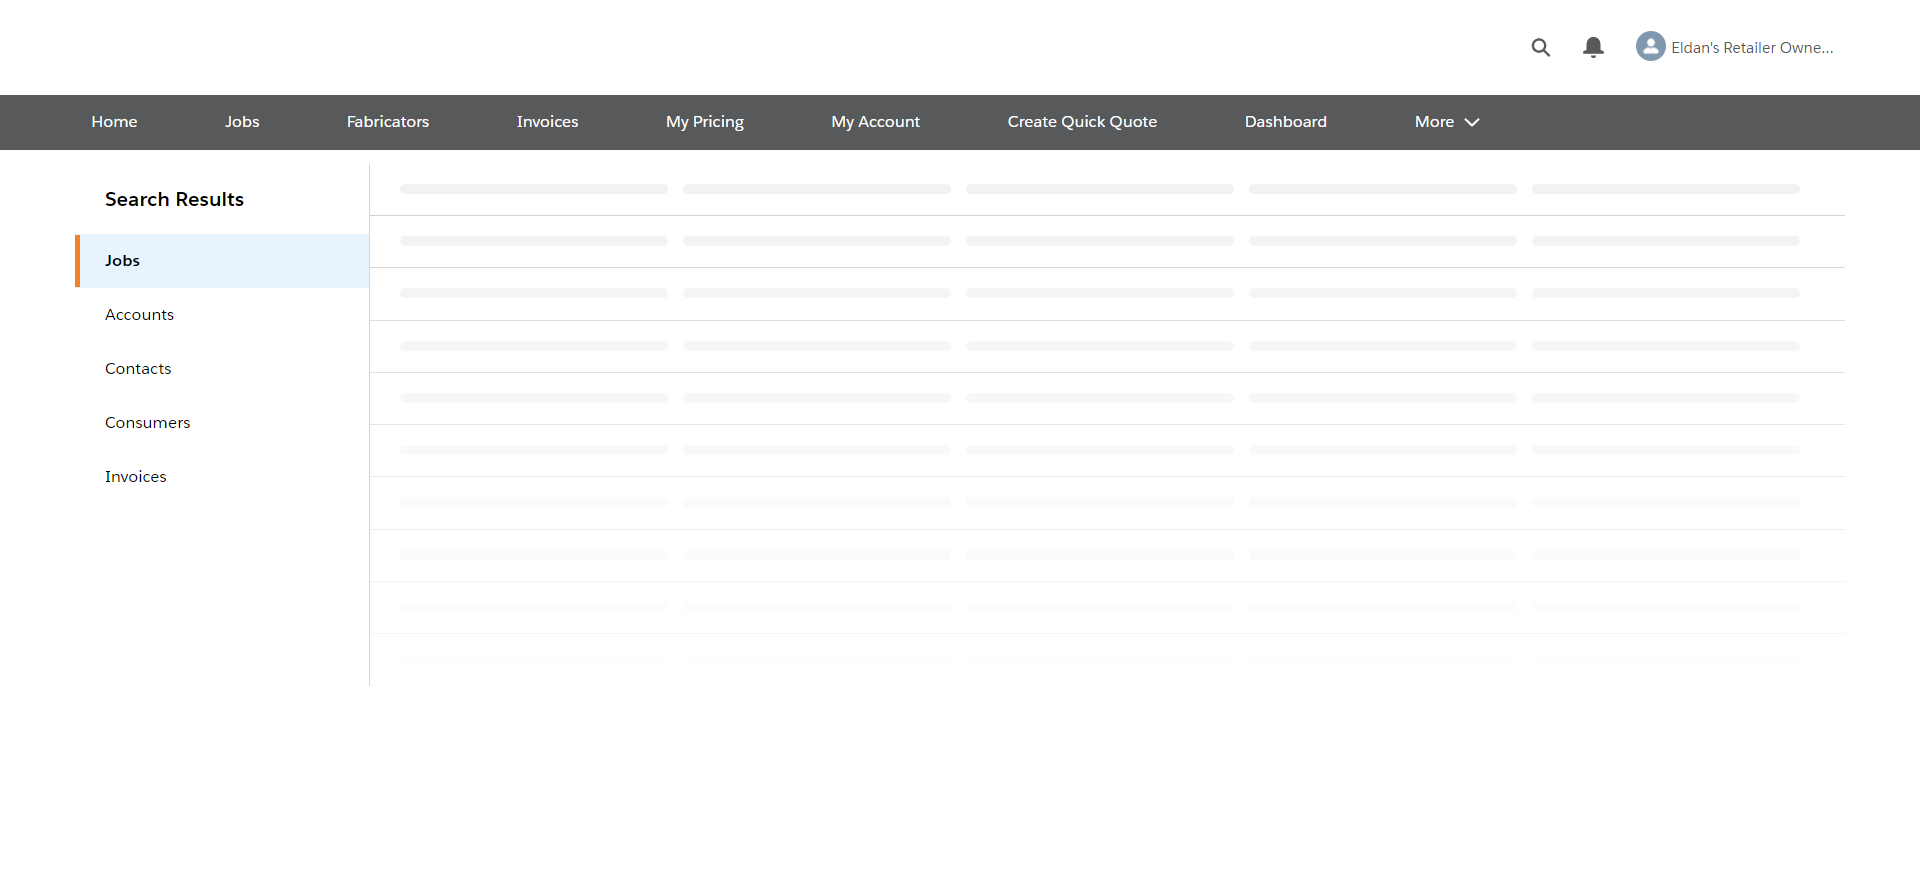 Eldan's Retailer Owne...
Home Jobs Fabricators Invoices My Pricing My Account Create Quick Quote Dashboard More
Search Results
Jobs
Accounts
Contacts
Consumers
Invoices